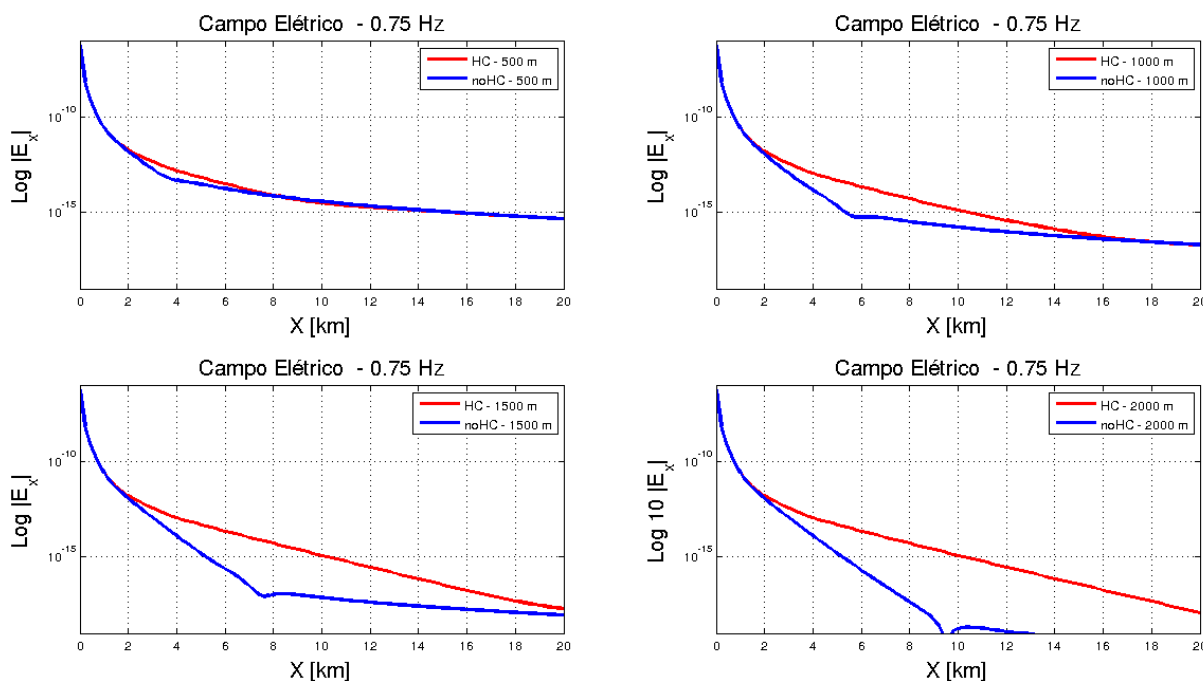 Campo Elétrico - 0.75 Hz
HC - 500 m
noHC - 500 m
Log |E_x|
10^-10
10^-15
0 2 4 6 8 10 12 14 16 18 20
X [km]
Campo Elétrico - 0.75 Hz
HC - 1000 m
noHC - 1000 m
Log |E_x|
10^-10
10^-15
0 2 4 6 8 10 12 14 16 18 20
X [km]
Campo Elétrico - 0.75 Hz
HC - 1500 m
noHC - 1500 m
Log |E_x|
10^-10
10^-15
0 2 4 6 8 10 12 14 16 18 20
X [km]
Campo Elétrico - 0.75 Hz
HC - 2000 m
noHC - 2000 m
Log 10 |E_x|
10^-10
10^-15
0 2 4 6 8 10 12 14 16 18 20
X [km]